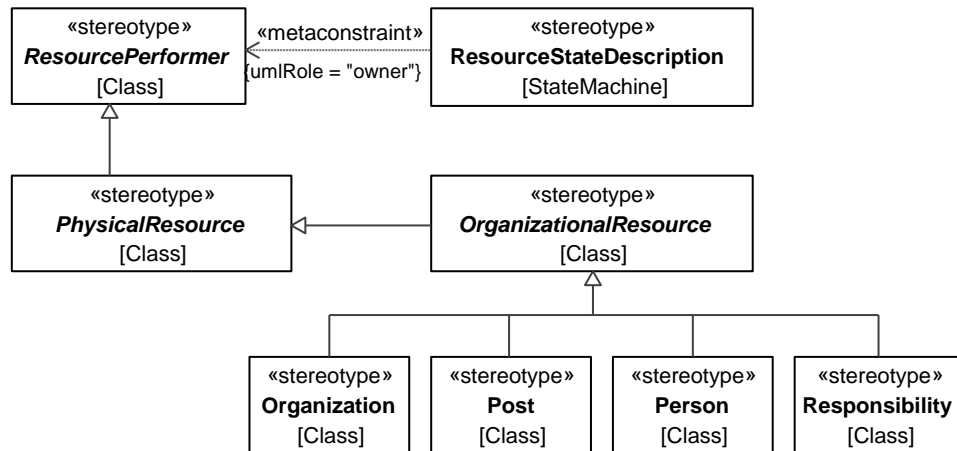 «stereotype»
ResourcePerformer
[Class]
«metaconstraint»
{umlRole = "owner"}
«stereotype»
ResourceStateDescription
[StateMachine]
«stereotype»
PhysicalResource
[Class]
«stereotype»
OrganizationalResource
[Class]
«stereotype»
Organization
[Class]
«stereotype»
Post
[Class]
«stereotype»
Person
[Class]
«stereotype»
Responsibility
[Class]